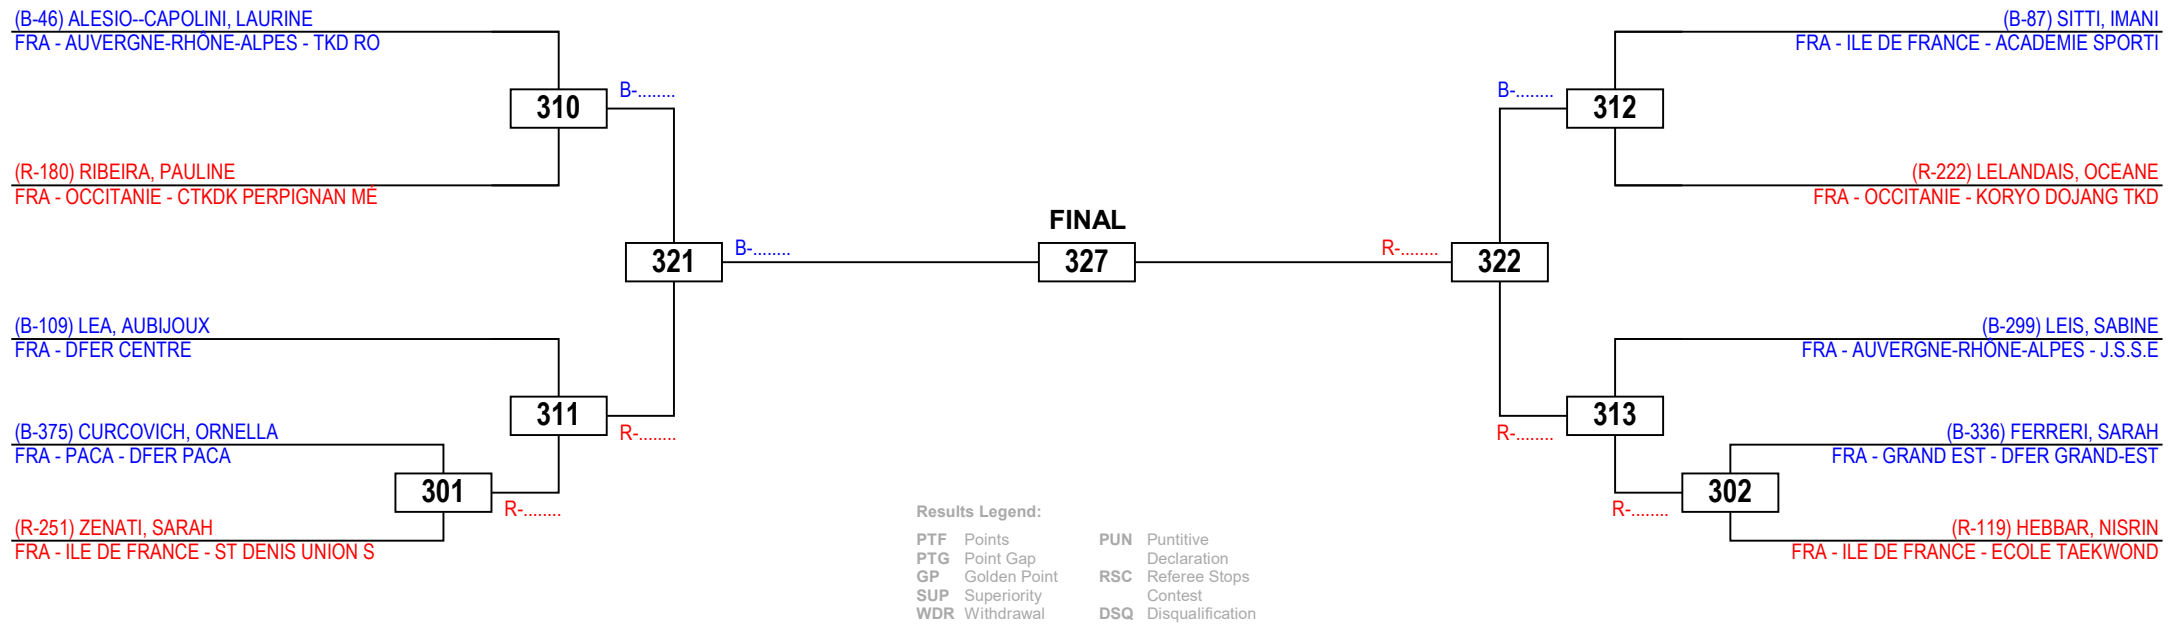 (B-46) ALESIO--CAPOLINI, LAURINE
FRA - AUVERGNE-RHÔNE-ALPES - TKD RO
310
B-........
(R-180) RIBEIRA, PAULINE
FRA - OCCITANIE - CTKDK PERPIGNAN MÉ
321
B-........
(B-109) LEA, AUBIJOUX
FRA - DFER CENTRE
311
R-........
(B-375) CURCOVICH, ORNELLA
FRA - PACA - DFER PACA
301
R-........
(R-251) ZENATI, SARAH
FRA - ILE DE FRANCE - ST DENIS UNION S
FINAL
327
(B-87) SITTI, IMANI
FRA - ILE DE FRANCE - ACADÉMIE SPORTI
B-........
312
(R-222) LELANDAIS, OCÉANE
FRA - OCCITANIE - KORYO DOJANG TKD
R-........
322
(B-299) LEIS, SABINE
FRA - AUVERGNE-RHÔNE-ALPES - J.S.S.E
313
R-........
(B-336) FERRERI, SARAH
FRA - GRAND EST - DFER GRAND-EST
302
R-........
(R-119) HEBBAR, NISRIN
FRA - ILE DE FRANCE - ECOLE TAEKWOND
Results Legend:
PTF Points
PTG Point Gap
GP Golden Point
SUP Superiority
WDR Withdrawal
PUN Puntitive
Declaration
RSC Referee Stops
Contest
DSQ Disqualification